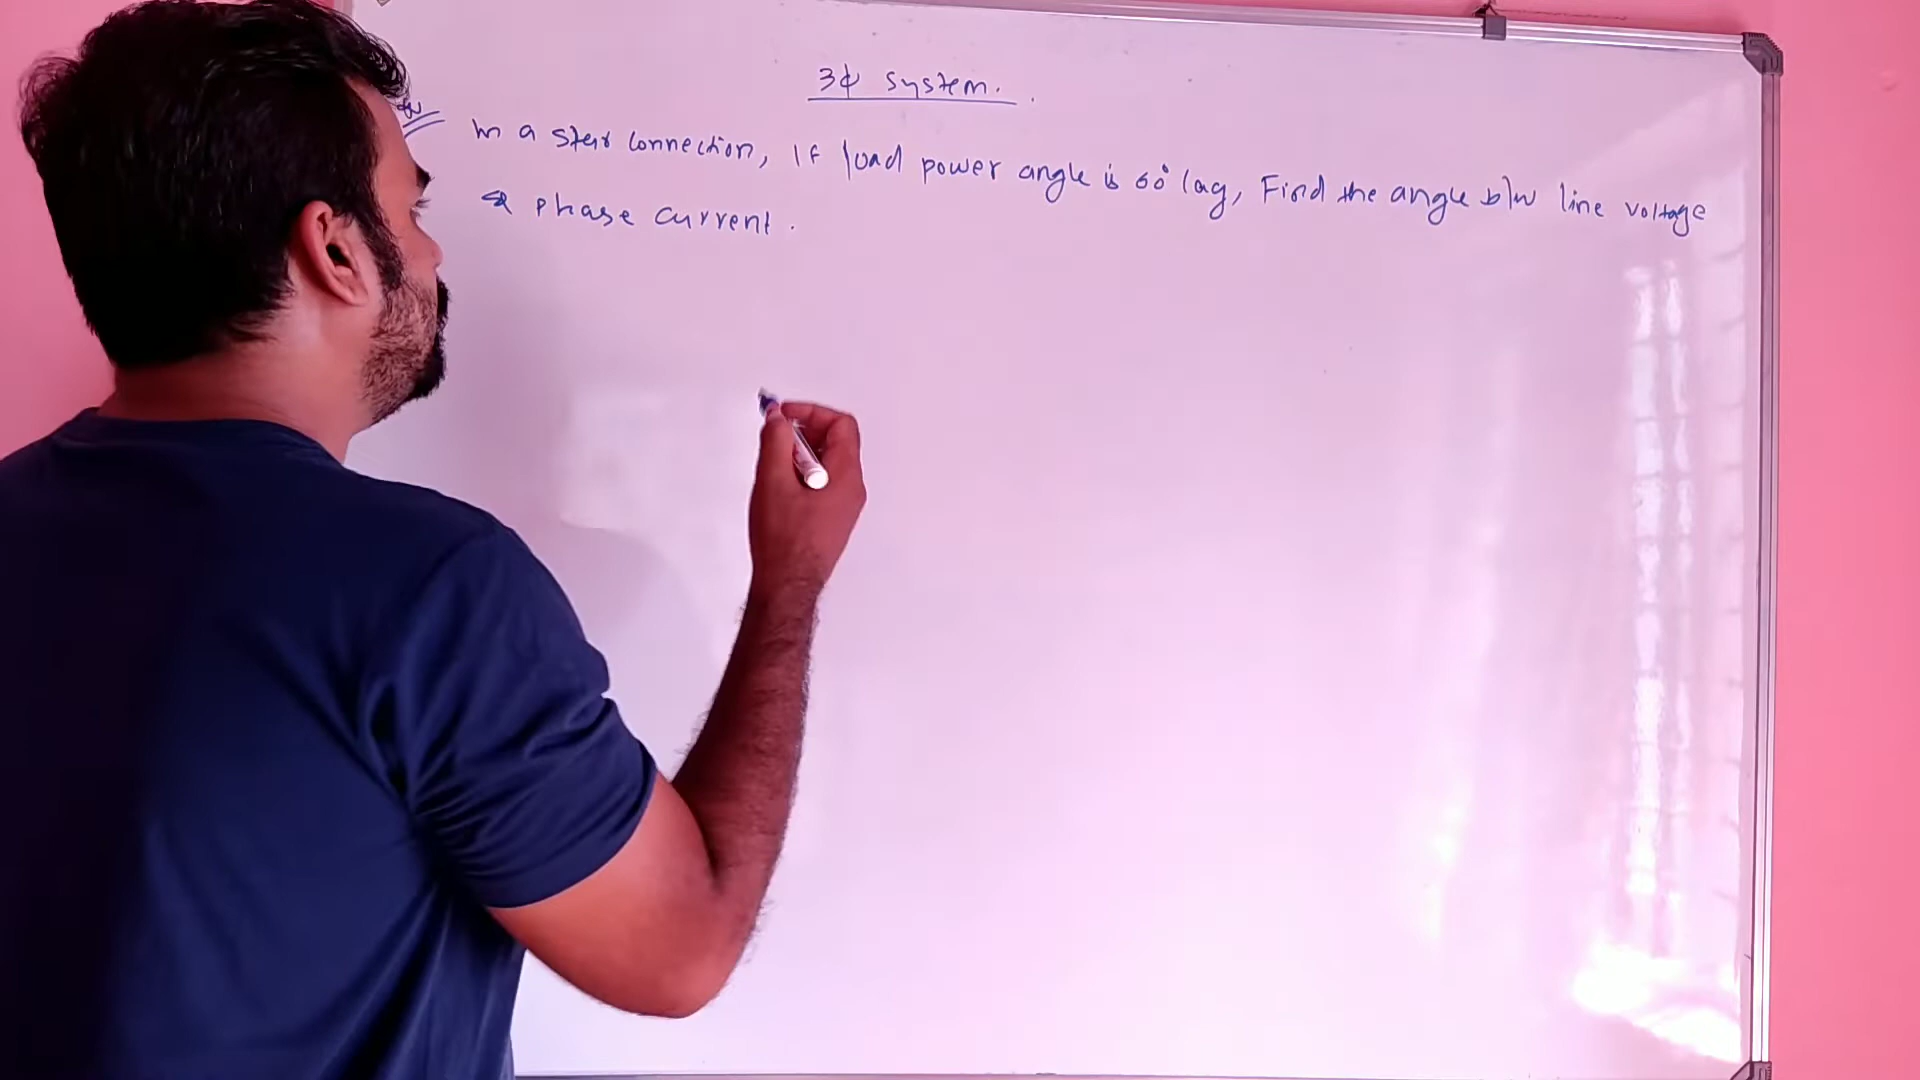 3ϕ system.
In a star connection, If load power angle is 60° lag, Find the angle b/w line voltage
& phase current.